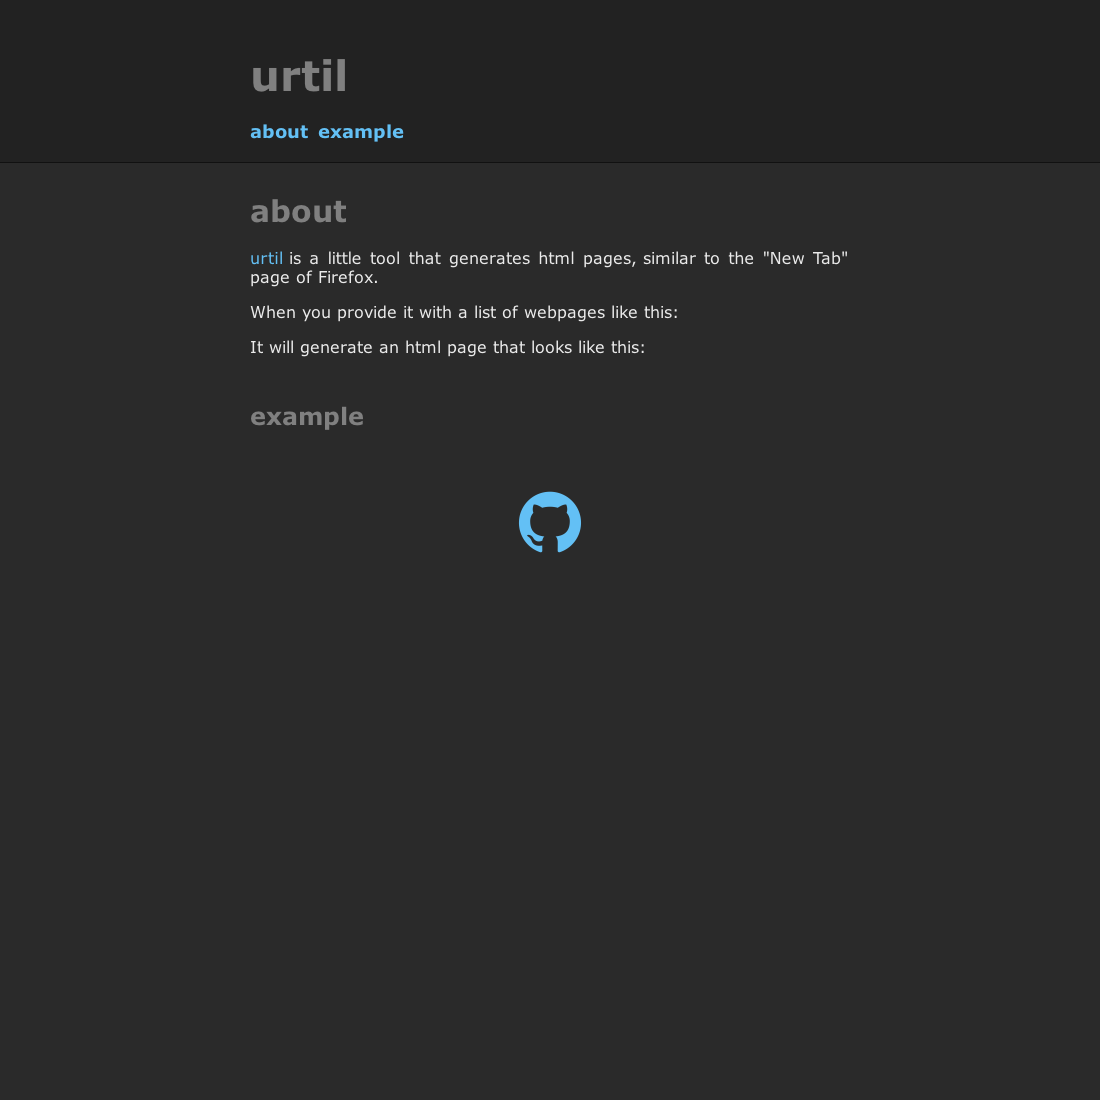 urtil
about example
about
urtil is a little tool that generates html pages, similar to the "New Tab"
page of Firefox.
When you provide it with a list of webpages like this:
It will generate an html page that looks like this:
example